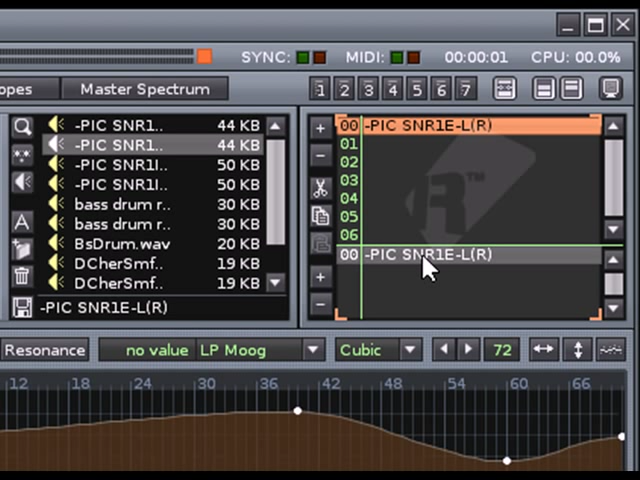 SYNC: MIDI: 00:00:01 CPU: 00.0%
opes Master Spectrum 1 2 3 4 5 6 7
-PIC SNR1.. 44 KB
-PIC SNR1.. 44 KB
-PIC SNR1l.. 50 KB
-PIC SNR1l.. 50 KB
bass drum r.. 30 KB
bass drum r.. 30 KB
BsDrum.wav 20 KB
DCherSmf.. 19 KB
DCherSmf.. 19 KB
A
-PIC SNR1E-L(R)
00 -PIC SNR1E-L(R)
01
02
03
04
05
06
R™
00 -PIC SNR1E-L(R)
Resonance no value LP Moog Cubic 72
12 18 24 30 36 42 48 54 60 66